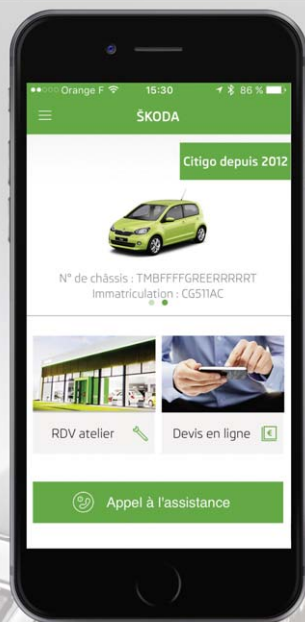 Orange F 15:30 86 %
ŠKODA
Citigo depuis 2012
N° de châssis : TMBFFFFGREERRRRRT
Immatriculation : CG511AC
RDV atelier
Devis en ligne
Appel à l'assistance